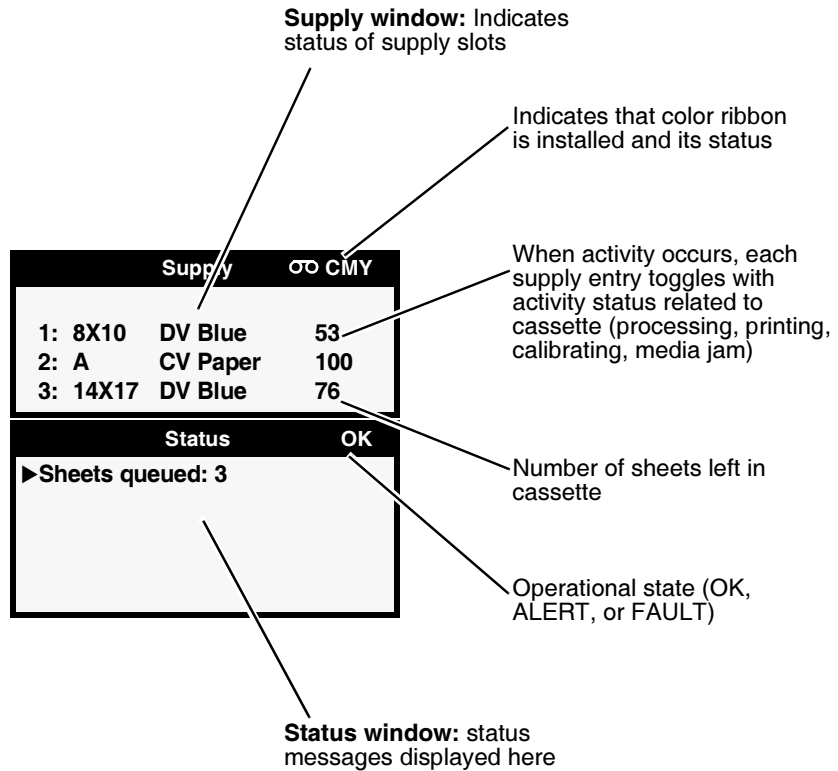 Supply window: Indicates
status of supply slots
Indicates that color ribbon
is installed and its status
Supply CMY
1: 8X10 DV Blue 53
2: A CV Paper 100
3: 14X17 DV Blue 76
When activity occurs, each
supply entry toggles with
activity status related to
cassette (processing, printing,
calibrating, media jam)
Status OK
▶Sheets queued: 3
Number of sheets left in
cassette
Operational state (OK,
ALERT, or FAULT)
Status window: status
messages displayed here